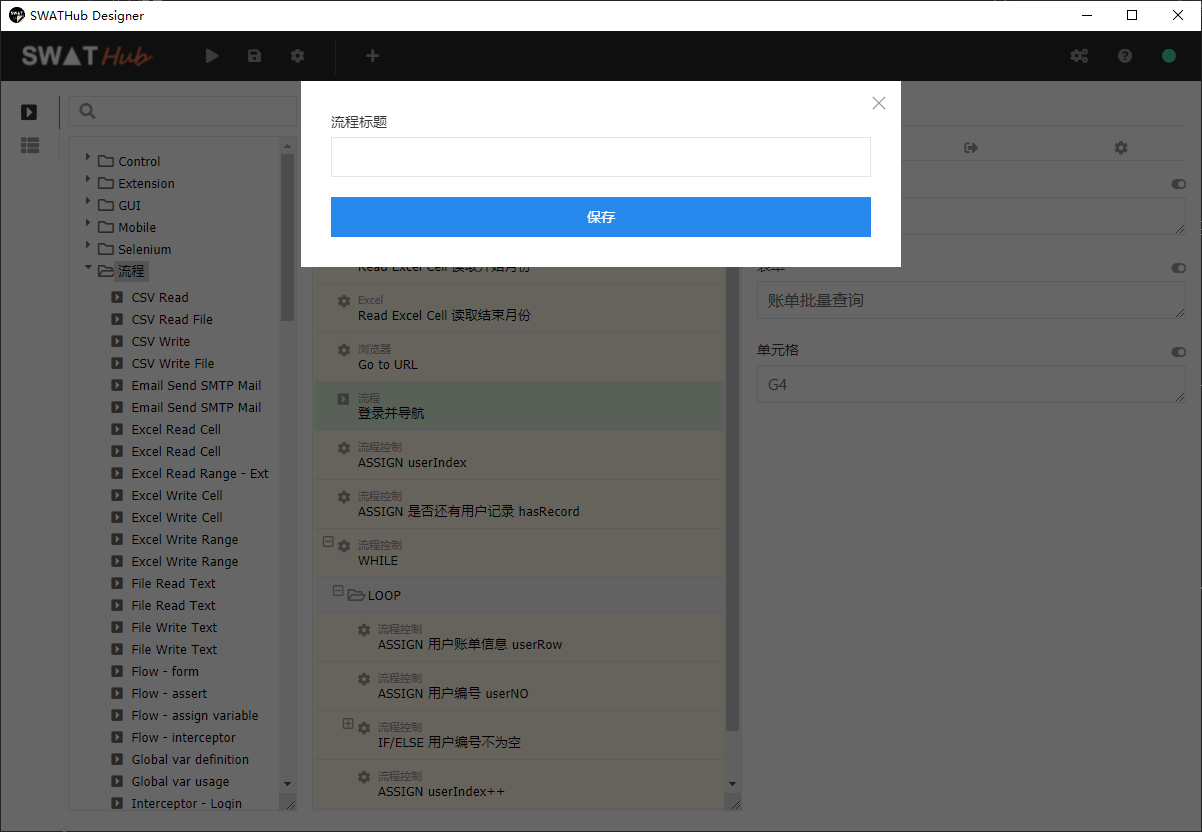 SWATHub Designer
SWATHub
流程标题
保存
Control
Extension
GUI
Mobile
Selenium
流程
CSV Read
CSV Read File
CSV Write
CSV Write File
Email Send SMTP Mail
Email Send SMTP Mail
Excel Read Cell
Excel Read Cell
Excel Read Range - Ext
Excel Write Cell
Excel Write Cell
Excel Write Range
Excel Write Range
File Read Text
File Read Text
File Write Text
File Write Text
Flow - form
Flow - assert
Flow - assign variable
Flow - interceptor
Global var definition
Global var usage
Interceptor - Login
Read Excel Cell 读取开始月份
Excel
Read Excel Cell 读取结束月份
浏览器
Go to URL
流程
登录并导航
流程控制
ASSIGN userIndex
流程控制
ASSIGN 是否还有用户记录 hasRecord
流程控制
WHILE
LOOP
流程控制
ASSIGN 用户账单信息 userRow
流程控制
ASSIGN 用户编号 userNO
流程控制
IF/ELSE 用户编号不为空
流程控制
ASSIGN userIndex++
表单
账单批量查询
单元格
G4